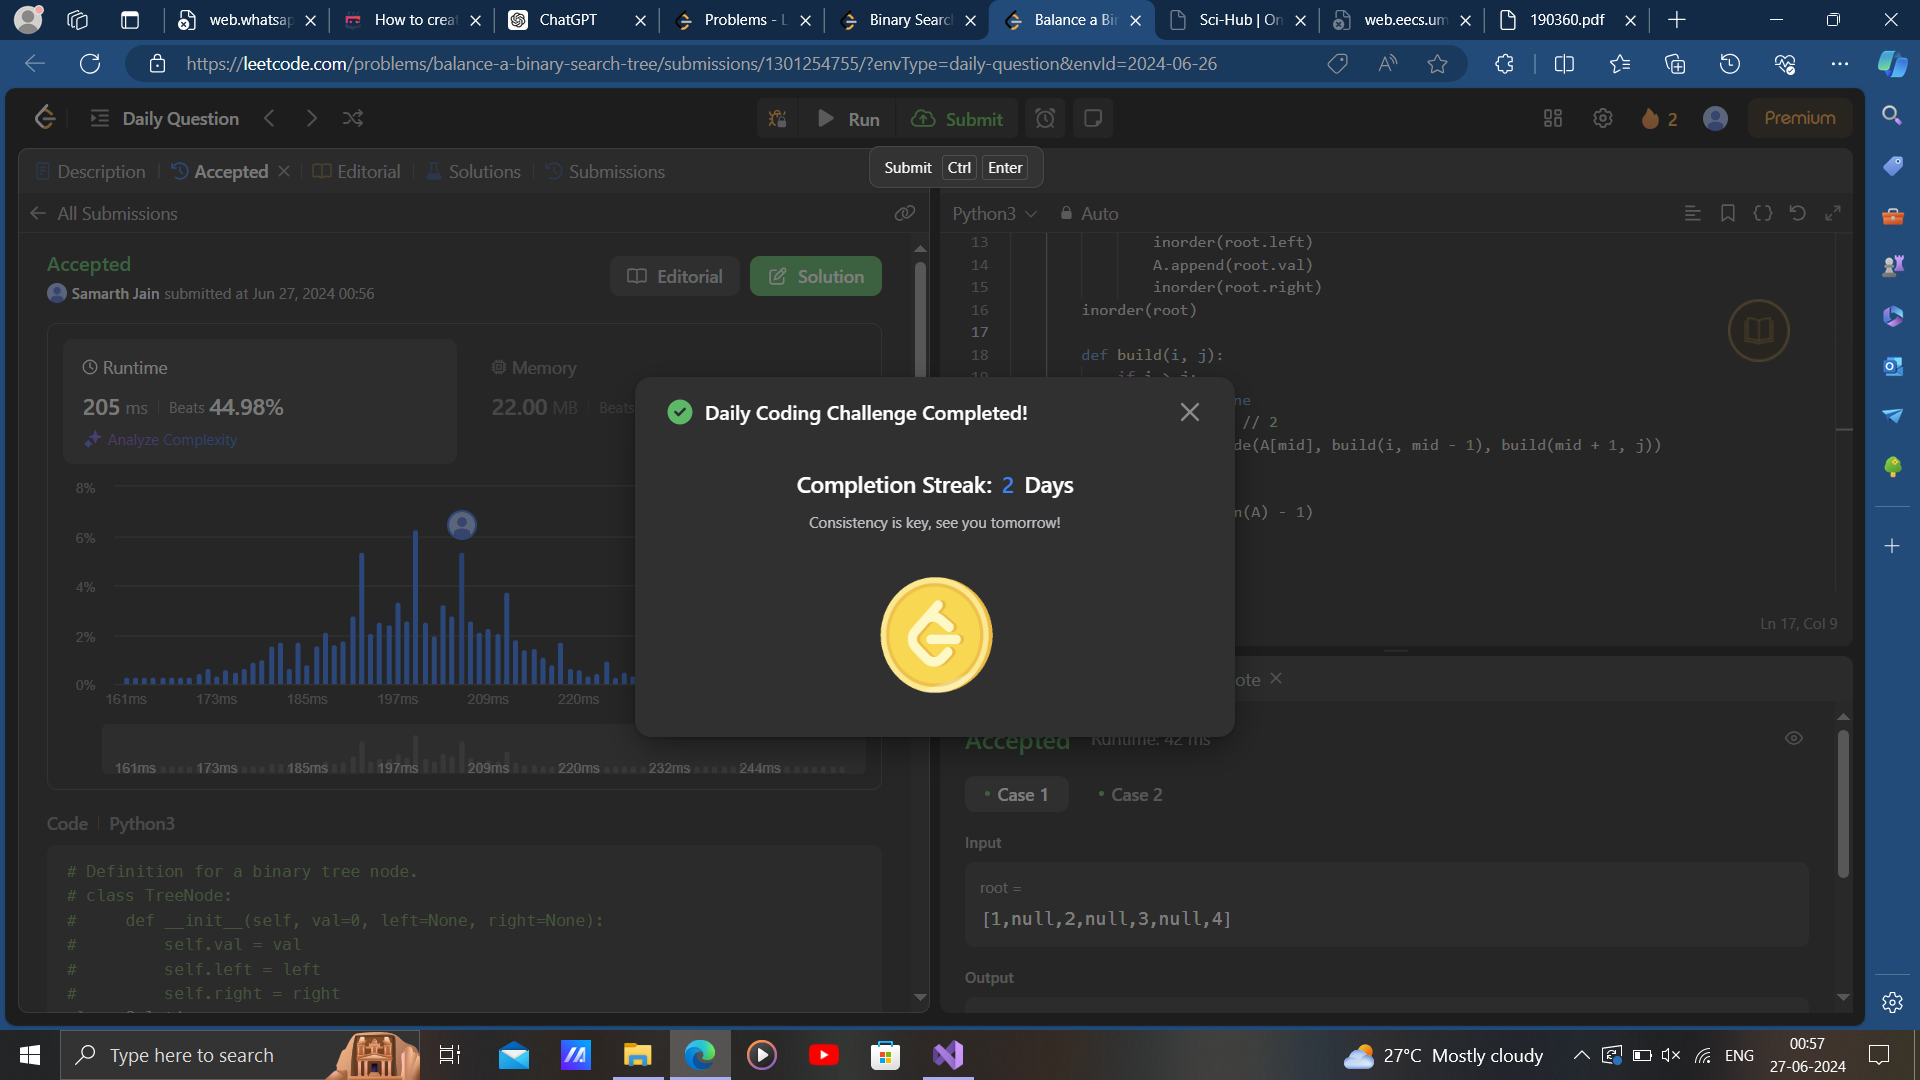 web.whatsap
How to creat
ChatGPT
Problems - L
Binary Searc
Balance a Bi
Sci-Hub | On
web.eecs.um
190360.pdf
https://leetcode.com/problems/balance-a-binary-search-tree/submissions/1301254755/?envType=daily-question&envId=2024-06-26
Daily Question
Run
Submit
2
Premium
Description
Accepted
Editorial
Solutions
Submissions
Submit Ctrl Enter
All Submissions
Python3
Auto
Accepted
Samarth Jain submitted at Jun 27, 2024 00:56
Editorial
Solution
Runtime
205 ms
Beats 44.98%
Analyze Complexity
Memory
22.00 MB
Beats
8%
6%
4%
2%
0%
161ms 173ms 185ms 197ms 209ms 220ms
161ms 173ms 185ms 197ms 209ms 220ms 232ms 244ms
Code Python3
# Definition for a binary tree node.
# class TreeNode:
#     def __init__(self, val=0, left=None, right=None):
#         self.val = val
#         self.left = left
#         self.right = right
13 inorder(root.left)
14 A.append(root.val)
15 inorder(root.right)
16 inorder(root)
17
18 def build(i, j):
ne
// 2
de(A[mid], build(i, mid - 1), build(mid + 1, j))
n(A) - 1)
Ln 17, Col 9
Daily Coding Challenge Completed!
Completion Streak: 2 Days
Consistency is key, see you tomorrow!
ote
Accepted Runtime: 42 ms
Case 1
Case 2
Input
root =
[1,null,2,null,3,null,4]
Output
Type here to search
27°C Mostly cloudy
ENG
00:57
27-06-2024